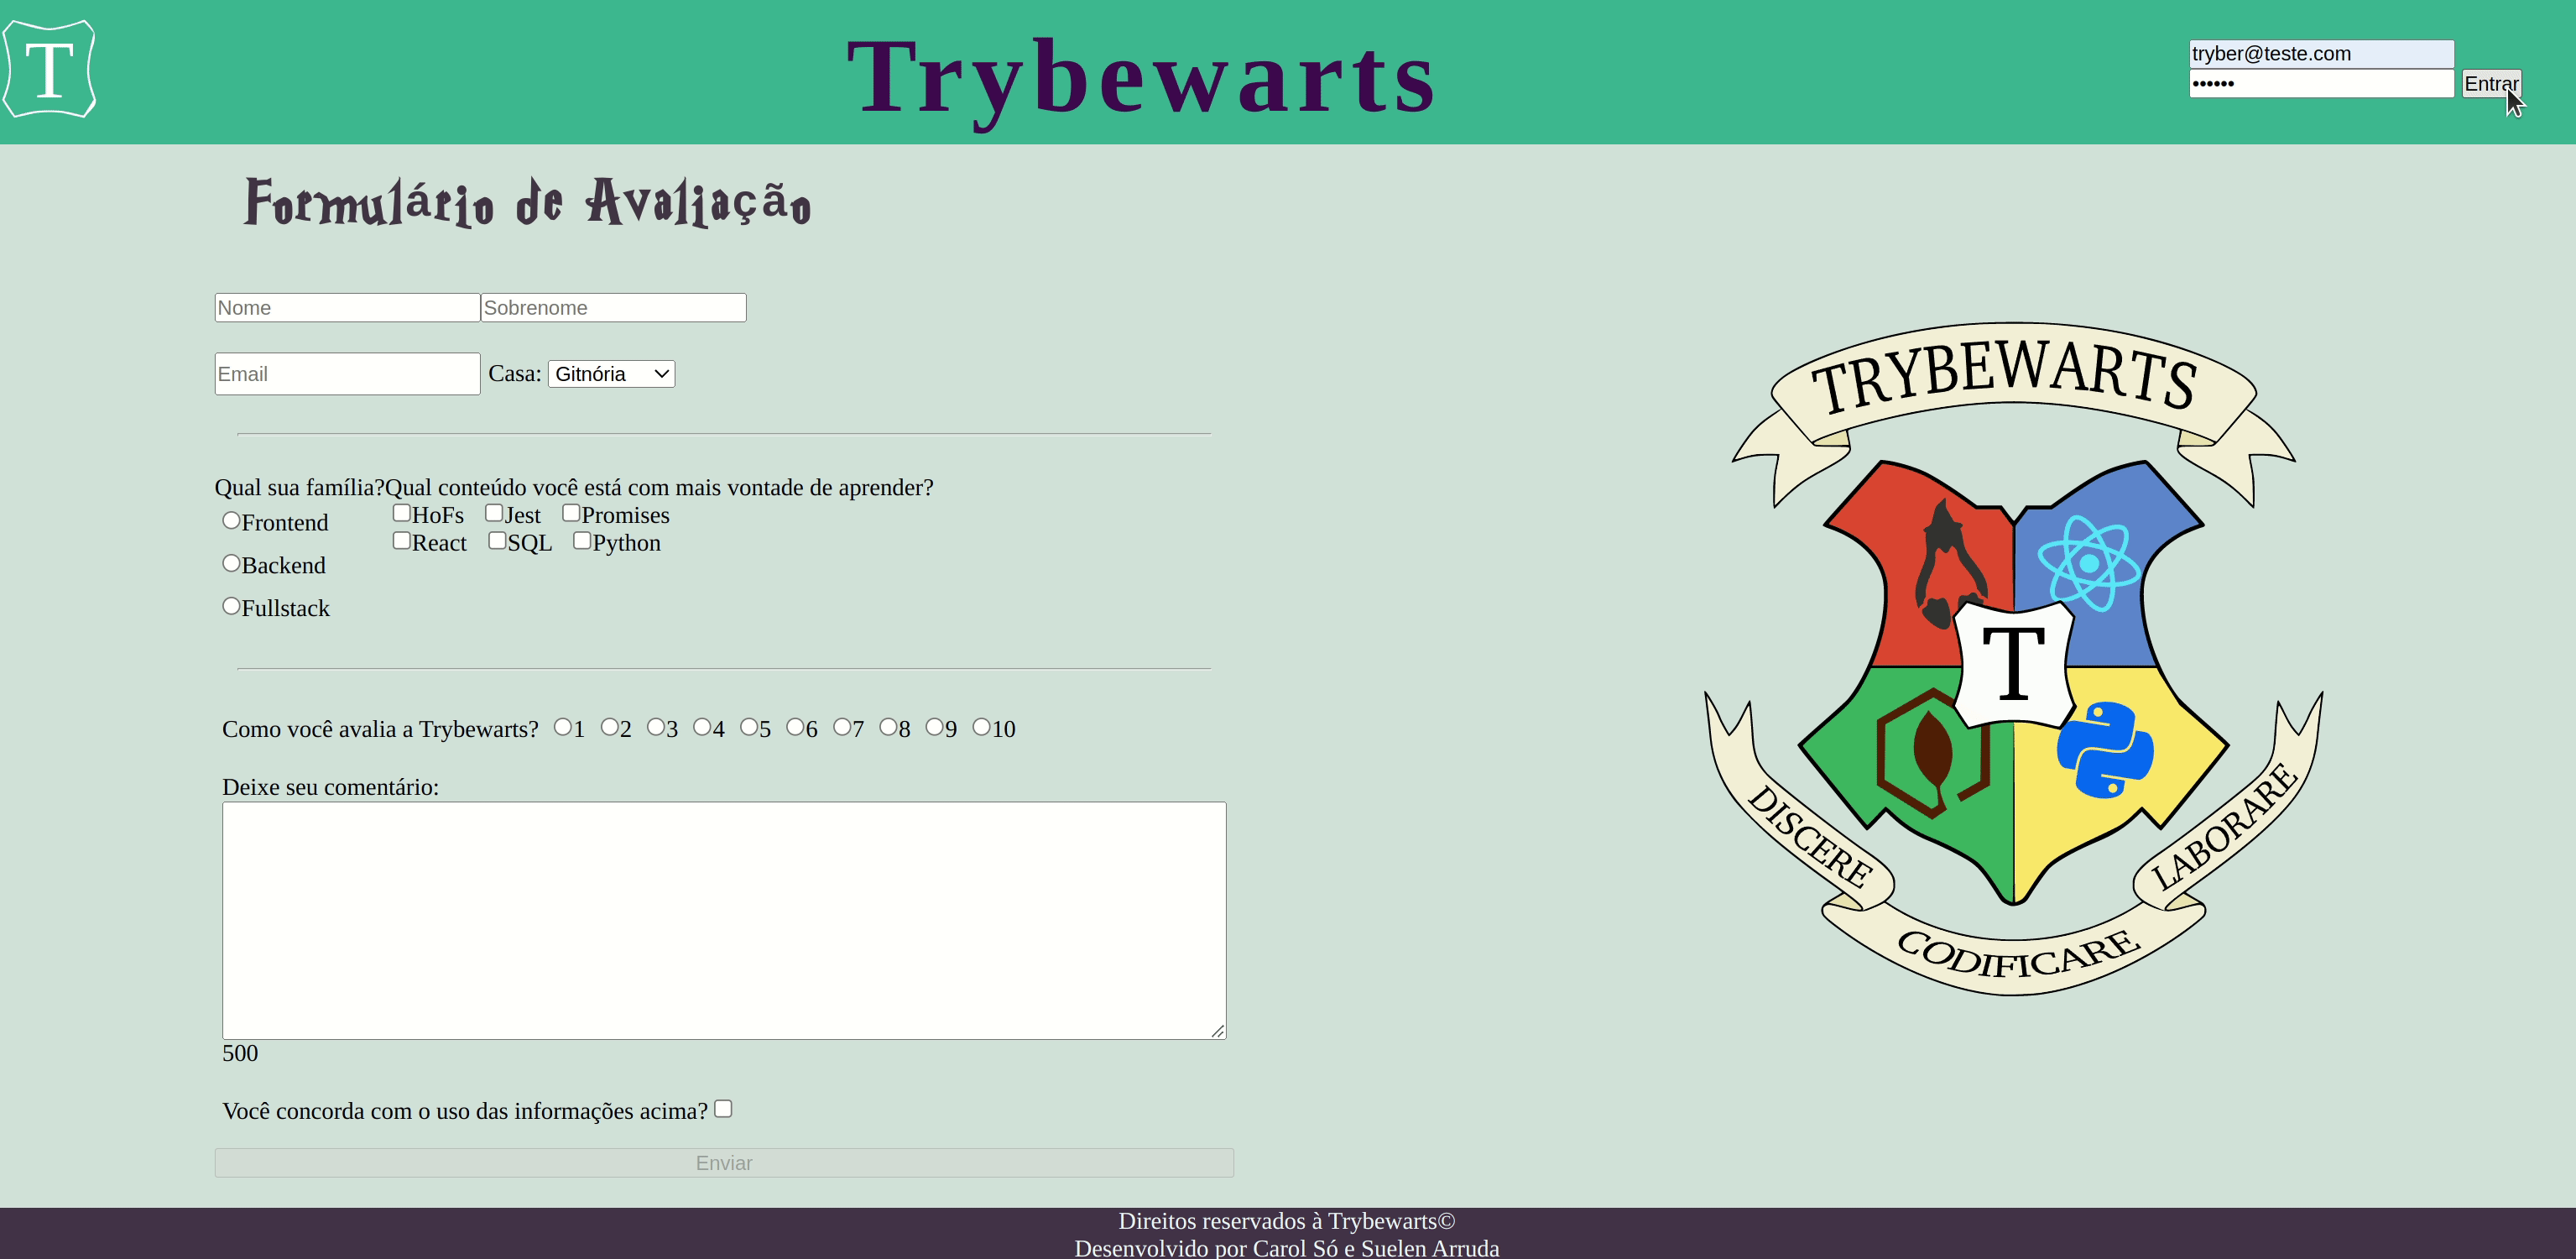 T
Trybewarts
tryber@teste.com
•••••• Entrar
Formulário de Avaliação
Nome Sobrenome
Email Casa: Gitnória
Qual sua família?Qual conteúdo você está com mais vontade de aprender?
Frontend HoFs Jest Promises
React SQL Python
Backend
Fullstack
Como você avalia a Trybewarts? 1 2 3 4 5 6 7 8 9 10
Deixe seu comentário:
500
Você concorda com o uso das informações acima?
Enviar
TRYBEWARTS
T
DISCERE
CODIFICARE
LABORARE
Direitos reservados à Trybewarts©
Desenvolvido por Carol Só e Suelen Arruda